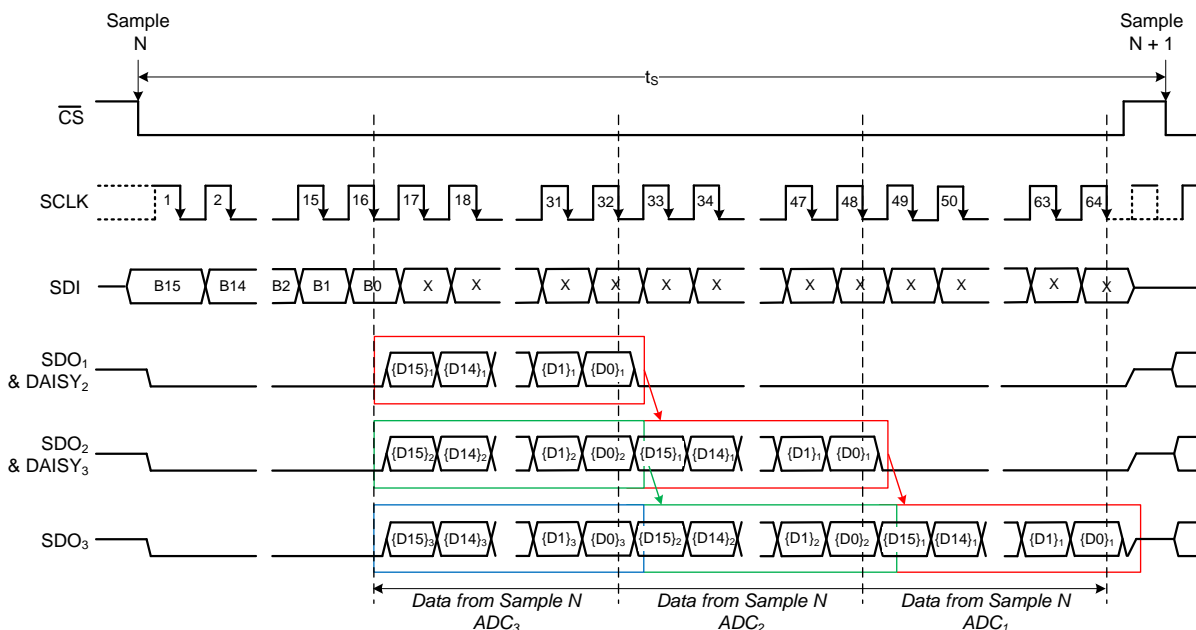 Sample
N
Sample
N + 1
tS
CS
SCLK
1 2 15 16 17 18 31 32 33 34 47 48 49 50 63 64
SDI
B15 B14 B2 B1 B0 X X X X X X X X X X X X
SDO1
& DAISY2
{D15}1 {D14}1 {D1}1 {D0}1
SDO2
& DAISY3
{D15}2 {D14}2 {D1}2 {D0}2 {D15}1 {D14}1 {D1}1 {D0}1
SDO3
{D15}3 {D14}3 {D1}3 {D0}3 {D15}2 {D14}2 {D1}2 {D0}2 {D15}1 {D14}1 {D1}1 {D0}1
Data from Sample N
ADC3
Data from Sample N
ADC2
Data from Sample N
ADC1